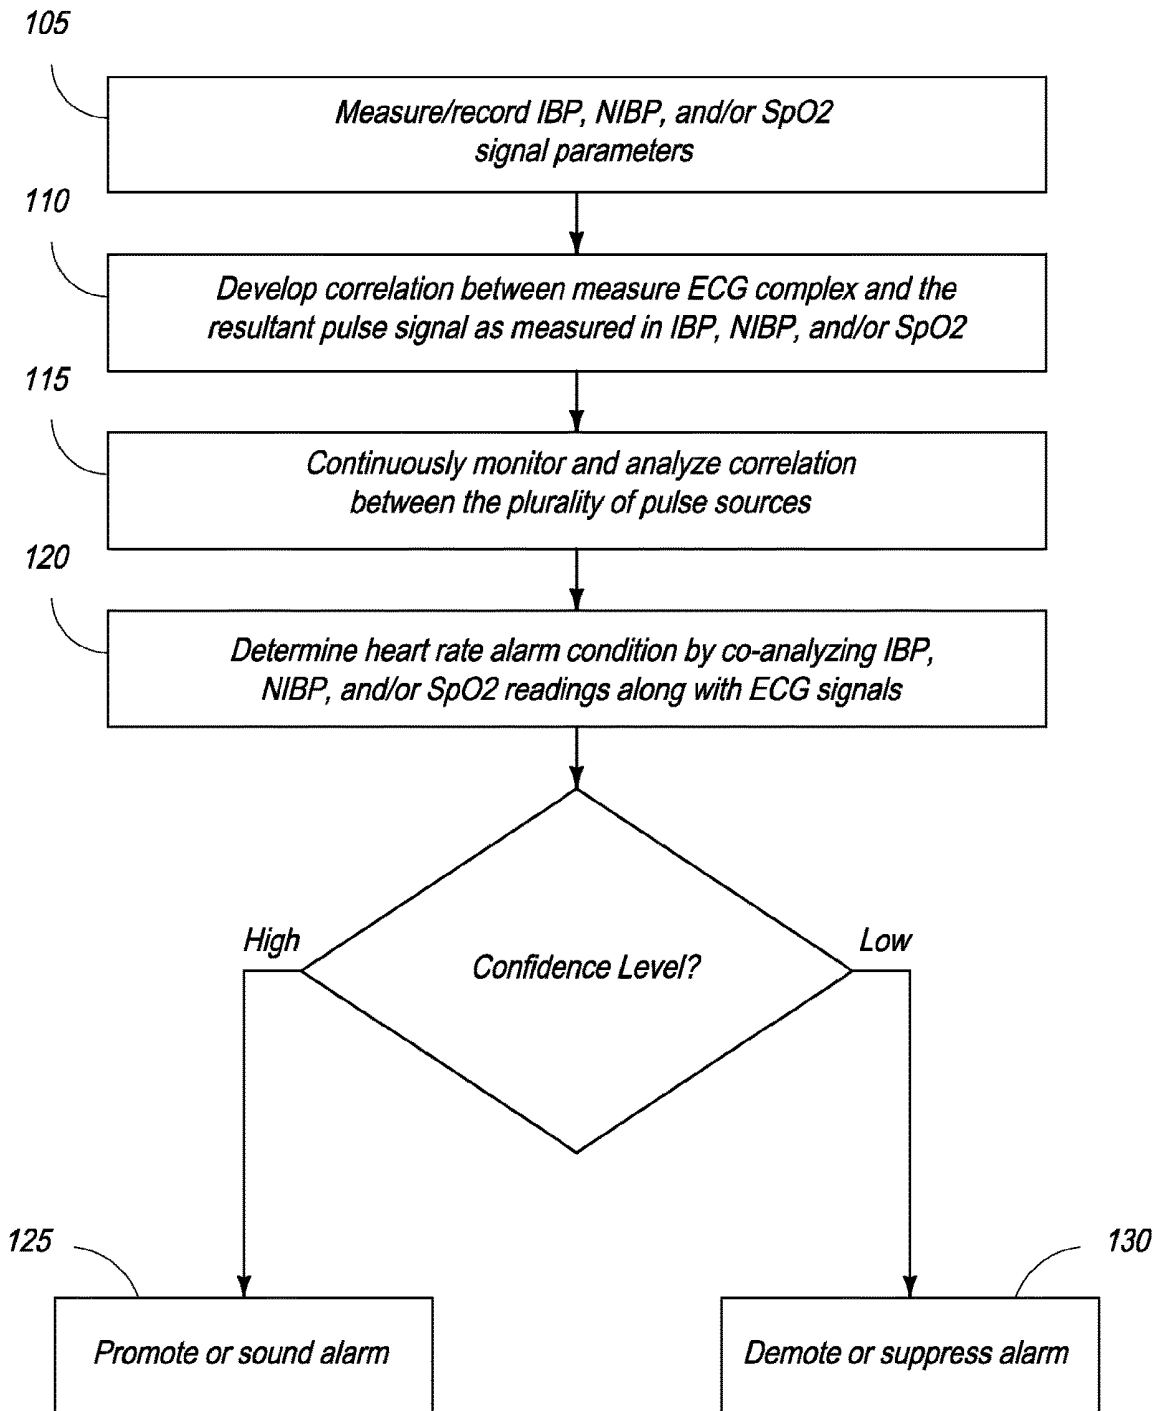 105
Measure/record IBP, NIBP, and/or SpO2
signal parameters
110
Develop correlation between measure ECG complex and the
resultant pulse signal as measured in IBP, NIBP, and/or SpO2
115
Continuously monitor and analyze correlation
between the plurality of pulse sources
120
Determine heart rate alarm condition by co-analyzing IBP,
NIBP, and/or SpO2 readings along with ECG signals
High
Low
Confidence Level?
125
130
Promote or sound alarm
Demote or suppress alarm